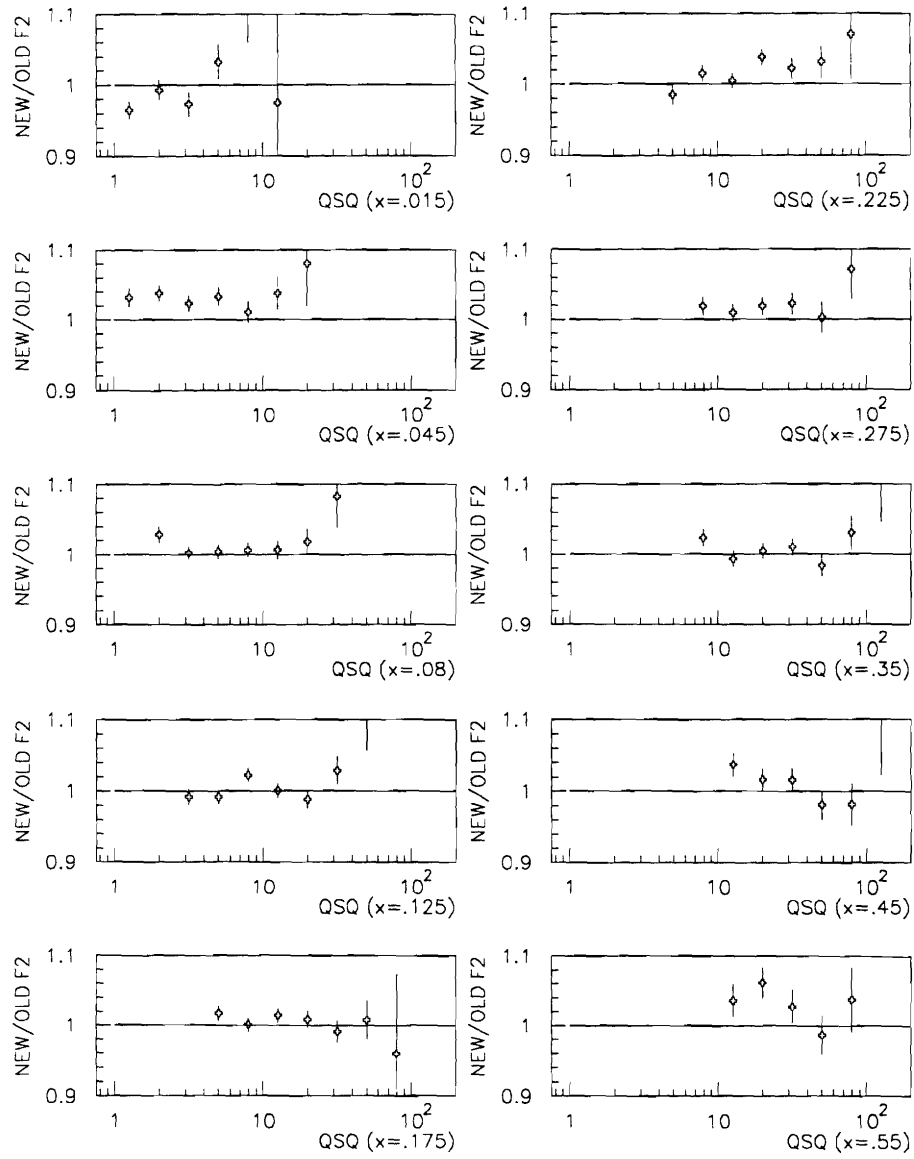 NEW/OLD F2
1.1
1
0.9
1 10 10²
QSQ (x=.015)
NEW/OLD F2
1.1
1
0.9
1 10 10²
QSQ (x=.225)
NEW/OLD F2
1.1
1
0.9
1 10 10²
QSQ (x=.045)
NEW/OLD F2
1.1
1
0.9
1 10 10²
QSQ(x=.275)
NEW/OLD F2
1.1
1
0.9
1 10 10²
QSQ (x=.08)
NEW/OLD F2
1.1
1
0.9
1 10 10²
QSQ (x=.35)
NEW/OLD F2
1.1
1
0.9
1 10 10²
QSQ (x=.125)
NEW/OLD F2
1.1
1
0.9
1 10 10²
QSQ (x=.45)
NEW/OLD F2
1.1
1
0.9
1 10 10²
QSQ (x=.175)
NEW/OLD F2
1.1
1
0.9
1 10 10²
QSQ (x=.55)